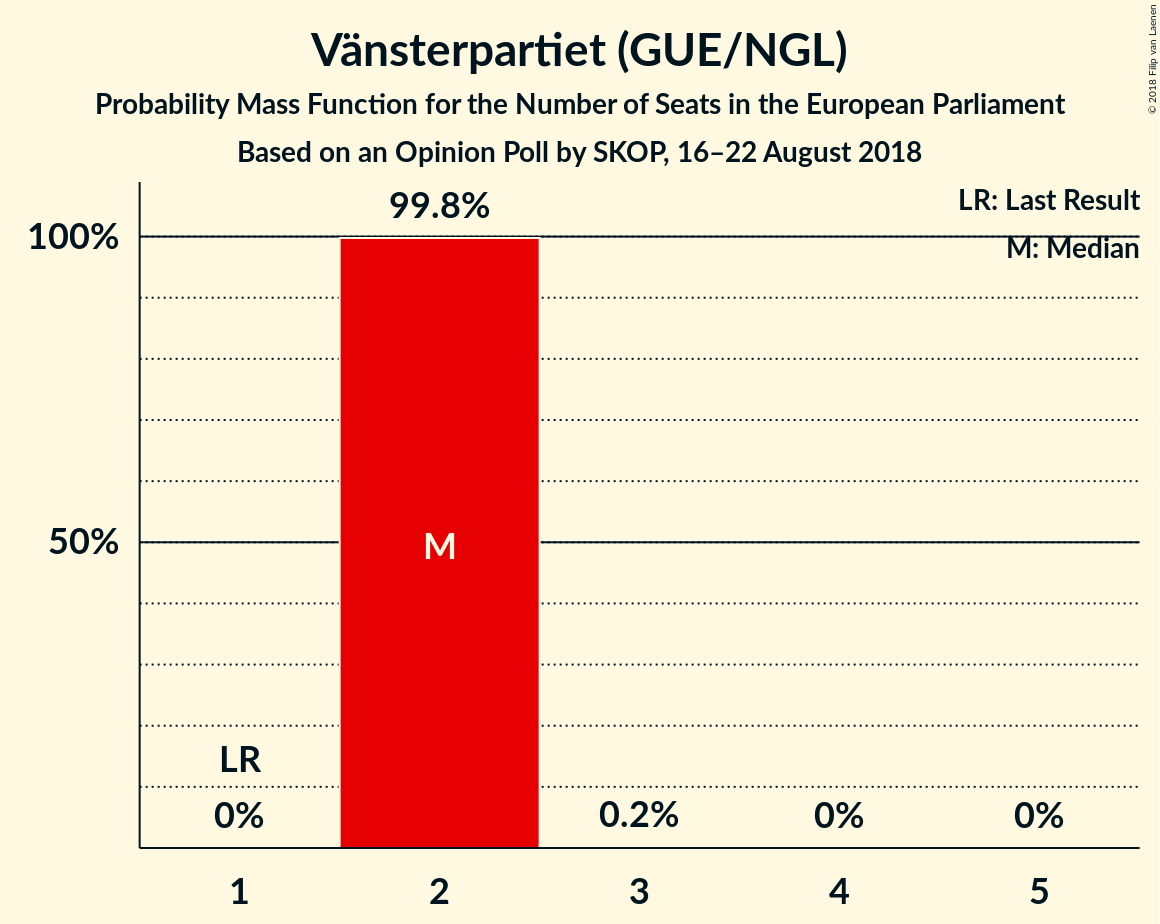 Vänsterpartiet (GUE/NGL)
Probability Mass Function for the Number of Seats in the European Parliament
Based on an Opinion Poll by SKOP, 16–22 August 2018
© 2018 Filip van Laenen
LR: Last Result
M: Median
99.8%
100%
50%
M
LR
0%
0.2%
0%
0%
1
2
3
4
5